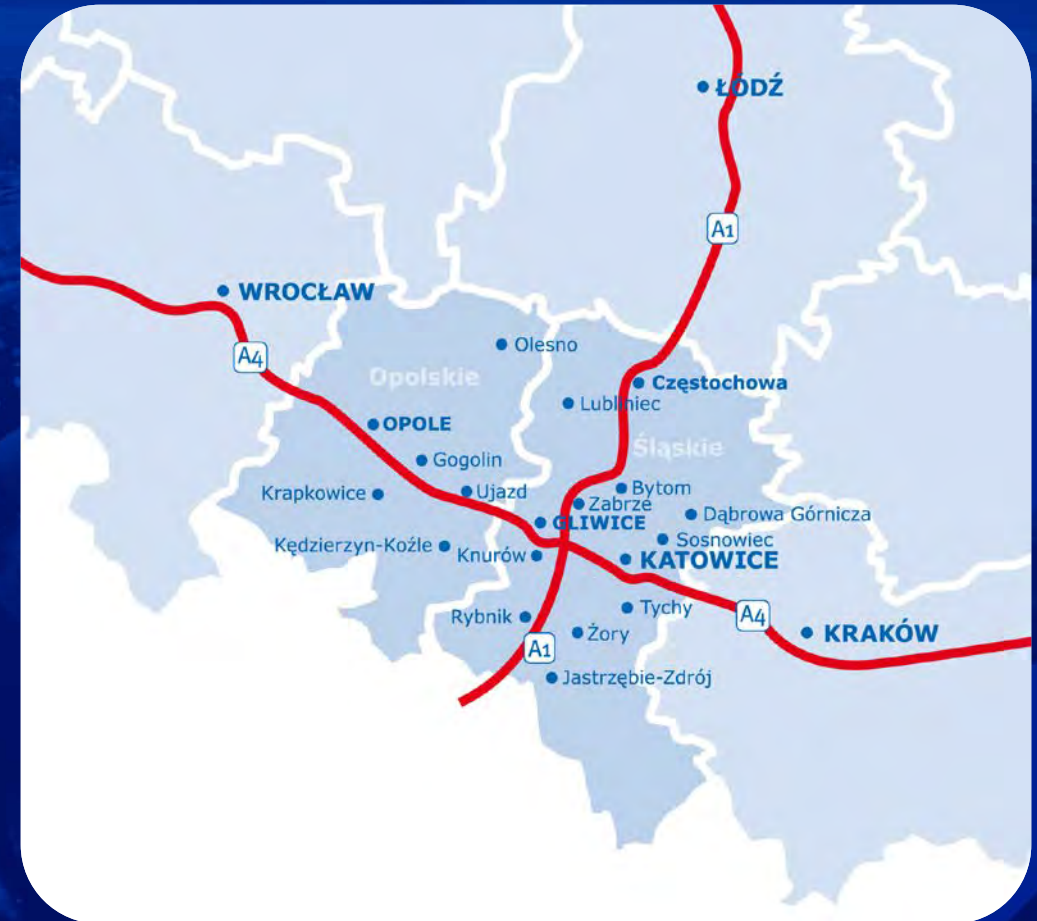 ŁÓDŹ
A1
WROCŁAW
Olesno
A4
Opolskie
Częstochowa
Lubliniec
OPOLE
Śląskie
Gogolin
Bytom
Krapkowice
Ujazd
Zabrze
Dąbrowa Górnicza
GLIWICE
Sosnowiec
Kędzierzyn-Koźle
Knurów
KATOWICE
Tychy
Rybnik
A4
Żory
KRAKÓW
A1
Jastrzębie-Zdrój